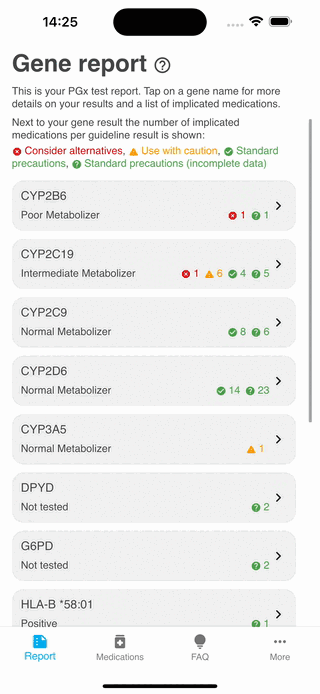 14:25
Gene report
This is your PGx test report. Tap on a gene name for more
details on your results and a list of implicated medications.
Next to your gene result the number of implicated
medications per guideline result is shown:
Consider alternatives, Use with caution, Standard
precautions, Standard precautions (incomplete data)
CYP2B6
Poor Metabolizer 1 1
CYP2C19
Intermediate Metabolizer 1 6 4 5
CYP2C9
Normal Metabolizer 8 6
CYP2D6
Normal Metabolizer 14 23
CYP3A5
Normal Metabolizer 1
DPYD
Not tested 2
G6PD
Not tested 2
HLA-B *58:01
Positive 1
Report Medications FAQ More